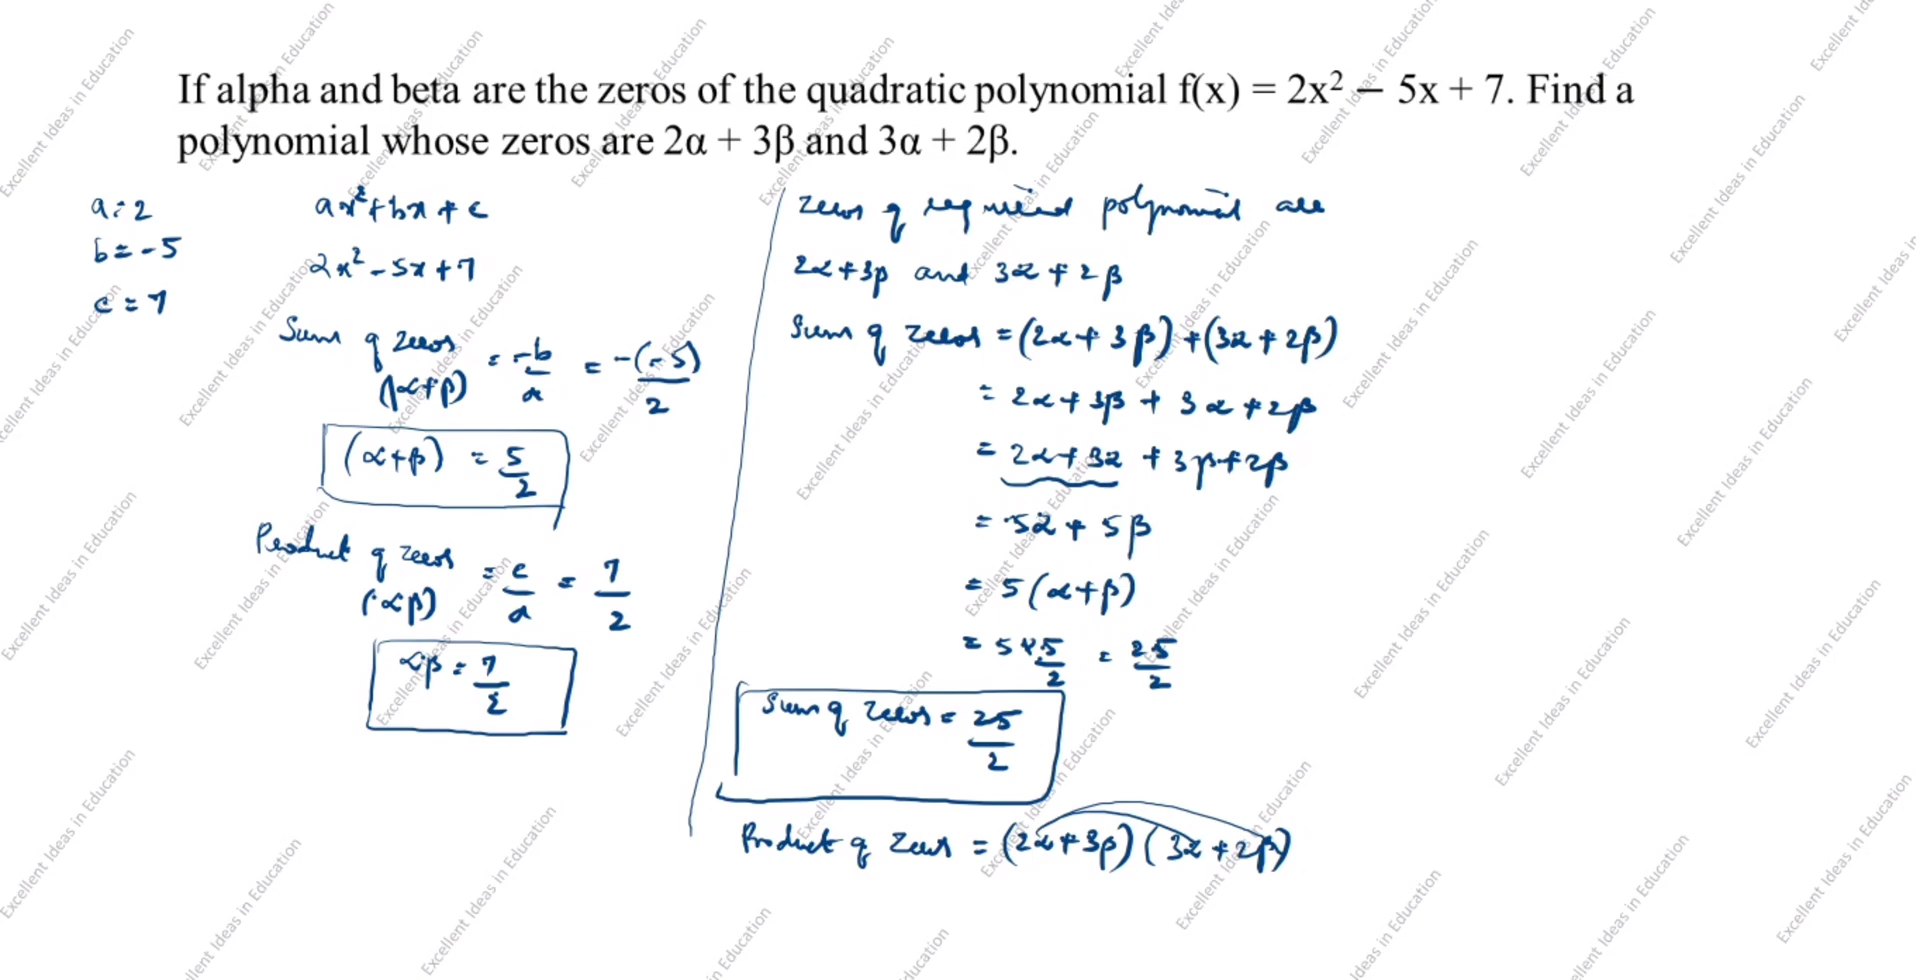 If alpha and beta are the zeros of the quadratic polynomial f(x) = 2x² – 5x + 7. Find a
polynomial whose zeros are 2α + 3β and 3α + 2β.
a = 2
b = -5
c = 7
ax² + bx + c
2x² - 5x + 7
Sum of zeros (α+β) = -b/a = -(-5)/2
(α+β) = 5/2
Product of zeros (αβ) = c/a = 7/2
αβ = 7/2
Zeros of required polynomial are
2α + 3β and 3α + 2β
Sum of zeros = (2α + 3β) + (3α + 2β)
= 2α + 3β + 3α + 2β
= 2α + 3α + 3β + 2β
= 5α + 5β
= 5(α+β)
= 5 × 5/2 = 25/2
Sum of zeros = 25/2
Product of zeros = (2α + 3β)(3α + 2β)
Excellent Ideas in Education